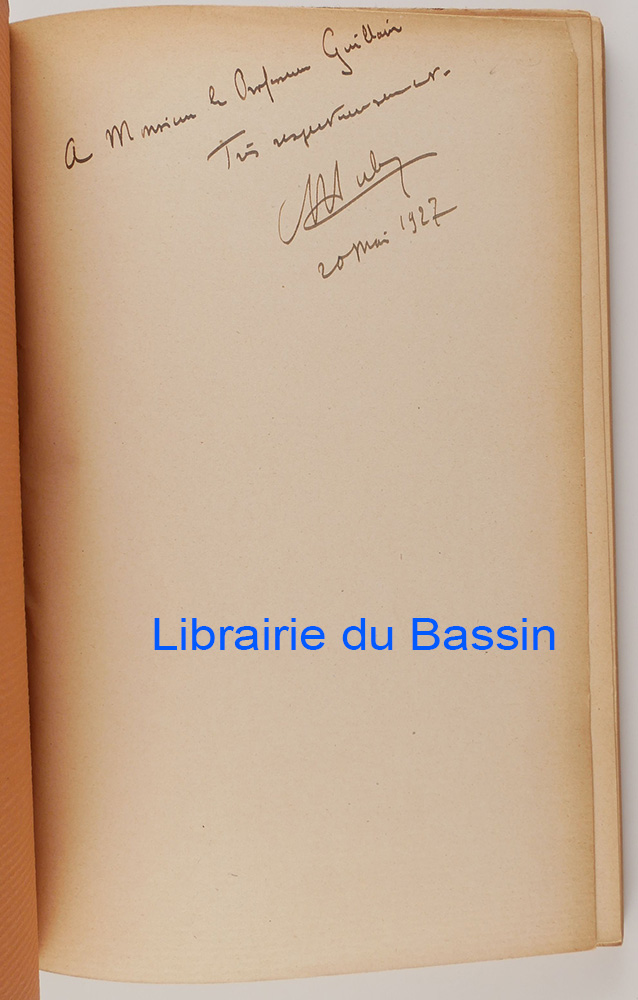 A Monsieur le Professeur Guillain
Très respectueusement.
20 Mai 1927
Librairie du Bassin